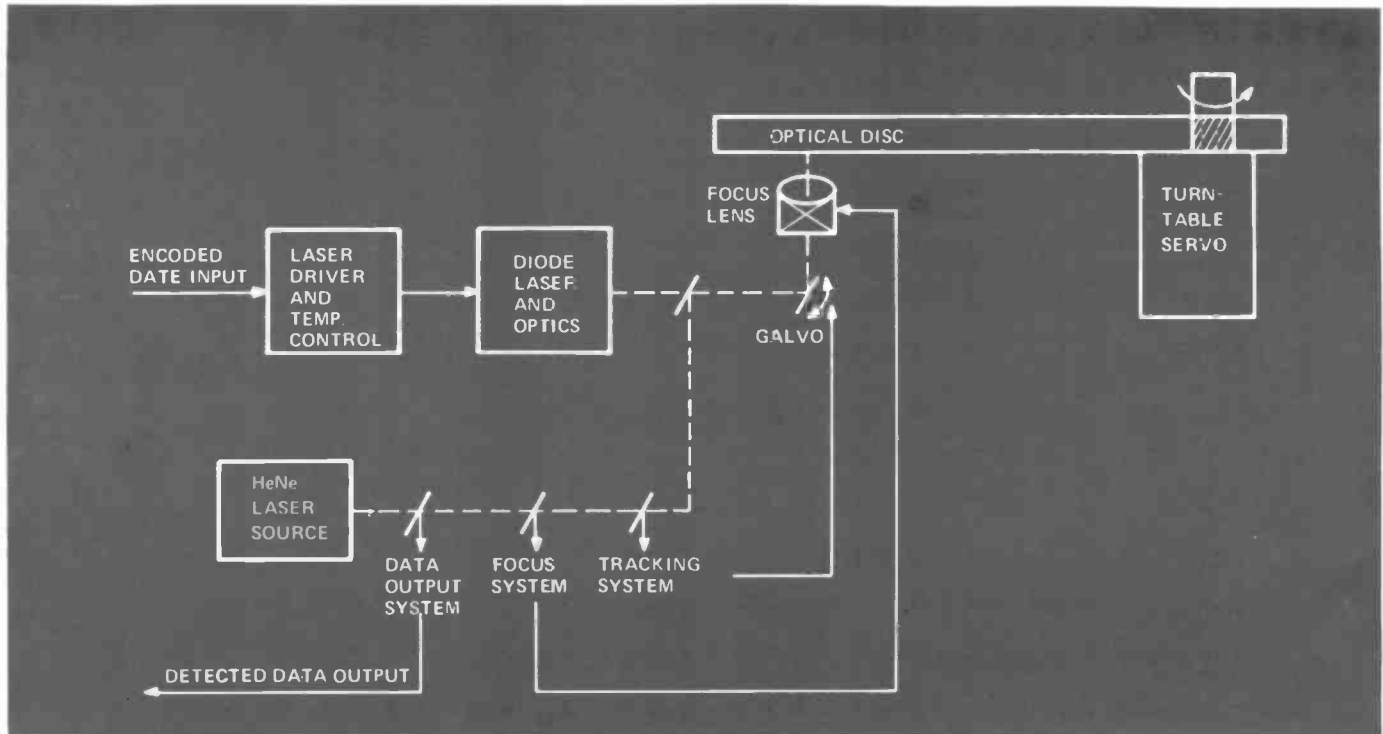 OPTICAL DISC
FOCUS
LENS
TURN-
TABLE
SERVO
ENCODED
DATE INPUT
LASER
DRIVER
AND
TEMP.
CONTROL
DIODE
LASER
AND
OPTICS
GALVO
HeNe
LASER
SOURCE
DATA
OUTPUT
SYSTEM
FOCUS
SYSTEM
TRACKING
SYSTEM
DETECTED DATA OUTPUT